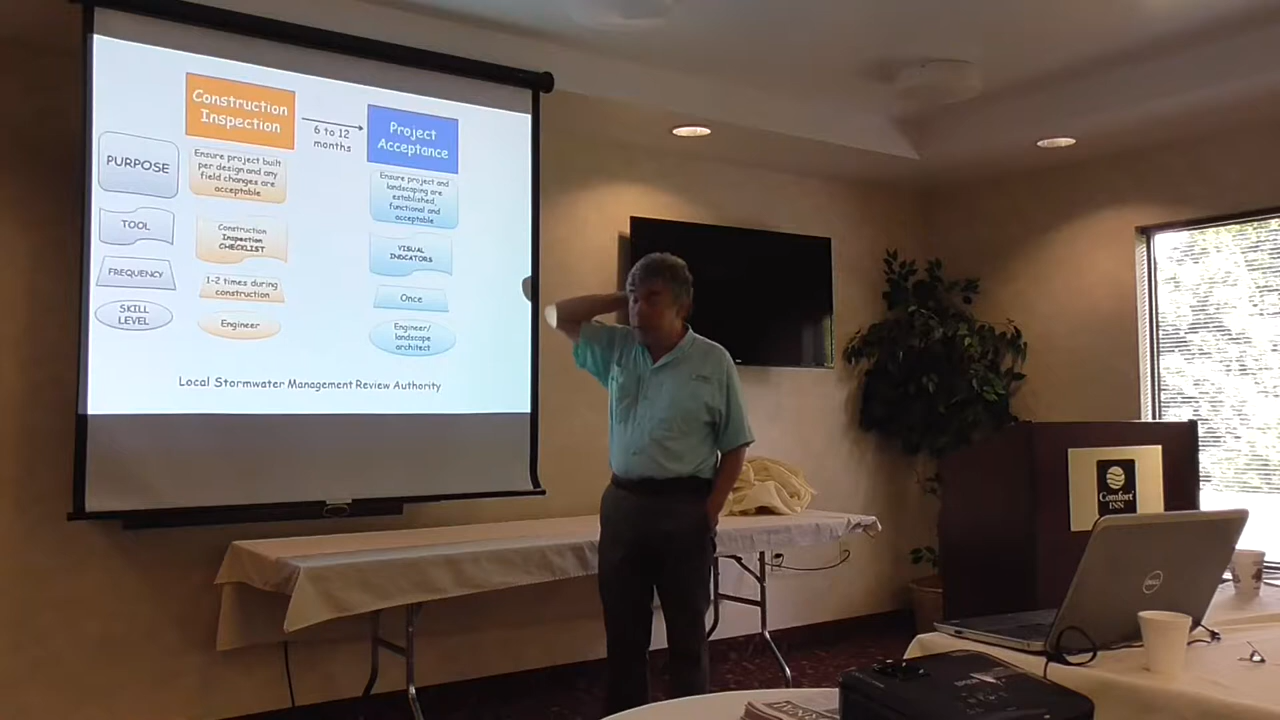 Construction
Inspection
6 to 12
months
Project
Acceptance
PURPOSE
Ensure project built
per design and any
field changes are
acceptable
Ensure project and
landscaping are
established,
functional and
acceptable
TOOL
Construction
Inspection
CHECKLIST
VISUAL
INDICATORS
FREQUENCY
1-2 times during
construction
Once
SKILL
LEVEL
Engineer
Engineer/
landscape
architect
Local Stormwater Management Review Authority
Comfort
INN
DELL